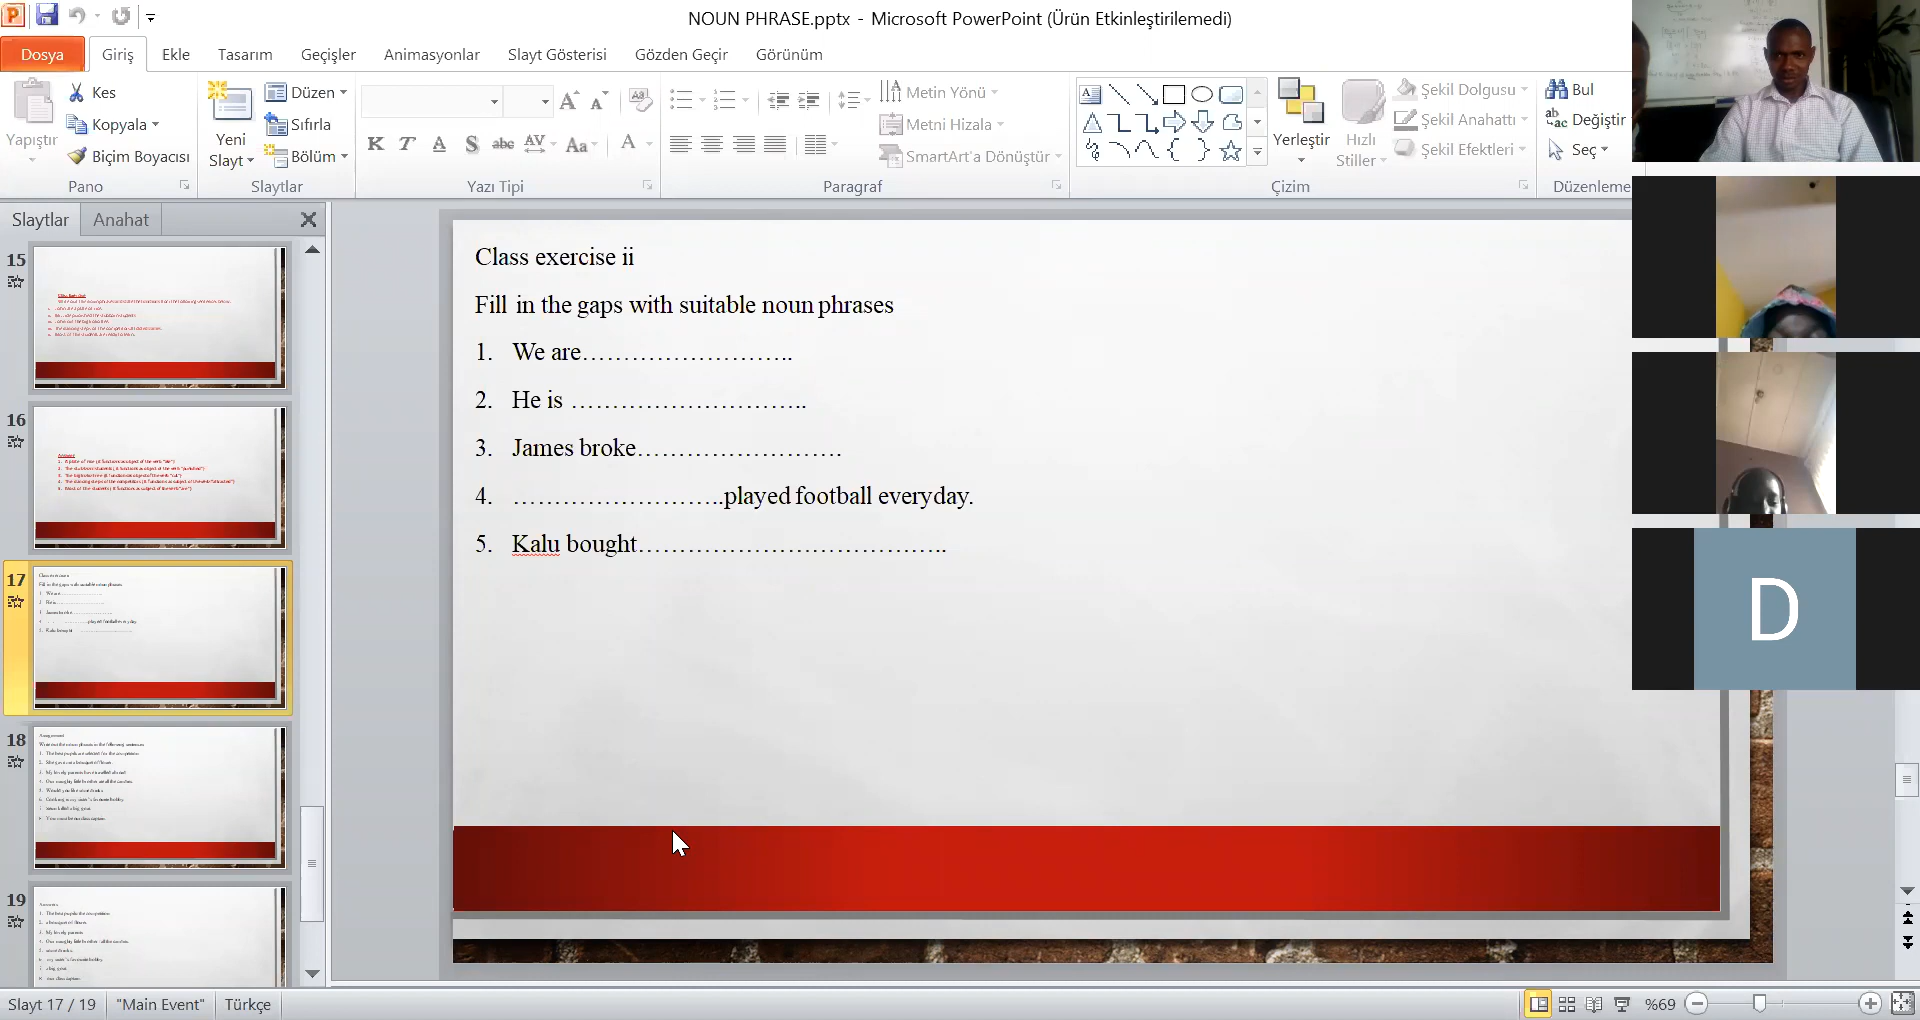 NOUN PHRASE.pptx - Microsoft PowerPoint (Ürün Etkinleştirilemedi)
Dosya Giriş Ekle Tasarım Geçişler Animasyonlar Slayt Gösterisi Gözden Geçir Görünüm
Yapıştır
Kes
Kopyala
Biçim Boyacısı
Pano
Yeni Slayt
Düzen
Sıfırla
Bölüm
Slaytlar
K T A S abc AV Aa A
Yazı Tipi
Metin Yönü
Metni Hizala
SmartArt'a Dönüştür
Paragraf
Yerleştir
Hızlı Stiller
Şekil Dolgusu
Şekil Anahattı
Şekil Efektleri
Çizim
Bul
Değiştir
Seç
Düzenleme
Slaytlar Anahat
15
16
17
18
19
Class exercise ii
Fill in the gaps with suitable noun phrases
1. We are……………………..
2. He is ………………………..
3. James broke…………………….
4. ……………………..played football everyday.
5. Kalu bought………………………………..
D
Slayt 17 / 19 "Main Event" Türkçe
%69